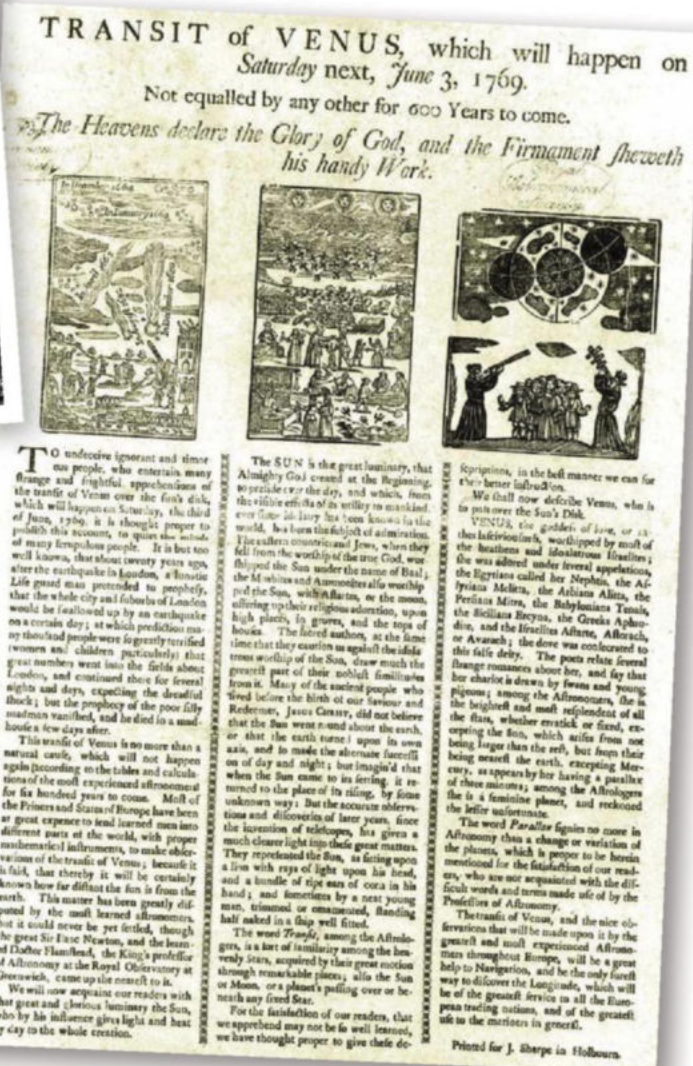 TRANSIT of VENUS, which will happen on
Saturday next, June 3, 1769.
Not equalled by any other for 600 Years to come.
The Heavens declare the Glory of God, and the Firmament sheweth
his handy Work.
TO undeceive ignorant and timor
ous people, who entertain many
strange and frightful apprehensions of
the transit of Venus over the sun's disk,
which will happen on Saturday, the third
of June, 1769, it is thought proper to
publish this account, to quiet the minds
of many scrupulous people. It is but too
well known, that about twenty years ago,
after the earthquake in London, a lunatic
Life guard man pretended to prophesy,
that the whole city and suburbs of London
would be swallowed up by an earthquake
on a certain day; at which prediction ma-
ny thousand people were so greatly terrified
(women and children particularly) that
great numbers went into the fields about
London, and continued there for several
nights and days, expecting the dreadful
shock; but the prophecy of the poor silly
madman vanished, and he died in a mad-
house a few days after.
This transit of Venus is no more than a
natural cause, which will not happen
again according to the tables and calcula-
tions of the most experienced astronomers
for six hundred years to come. Most of
the Princes and States of Europe have been
at great expence to send learned men into
different parts of the world, with proper
mathematical instruments, to make obser-
vations of the transit of Venus; because it
is said, that thereby it will be certainly
known how far distant the sun is from the
earth. This matter has been greatly dis-
puted by the most learned astronomers,
but it could never be yet settled, though
the great Sir Isaac Newton, and the learn-
ed Doctor Flamstead, the King's professor
of Astronomy at the Royal Observatory at
Greenwich, came up the nearest to it.
We will now acquaint our readers with
that great and glorious luminary the Sun,
who by his influence gives light and heat
by day to the whole creation.
The SUN is the great luminary, that
Almighty God created at the Beginning,
to preside over the day, and which, from
the visible effects of its utility to mankind,
ever since history has been known in the
world, has been the subject of admiration.
The eastern countries and Jews, when they
fell from the worship of the true God, wor
shipped the Sun under the name of Baal;
the Moabites and Ammonites also worship
ped the Sun, with Astartes, or the moon,
offering up their religious adoration, upon
high places, in groves, and the tops of
houses. The sacred authors, at the same
time that they caution us against the idola
trous worship of the Sun, draw much the
greatest part of their noblest similitudes
from it. Many of the ancient people who
lived before the birth of our Saviour and
Redeemer, Jesus Christ, did not believe
that the Sun went round about the earth,
or that the earth turned upon its own
axis, and so made the alternate successi
on of day and night; but imagin'd that
when the Sun came to its setting, it re-
turned to the place of its rising, by some
unknown way: But the accurate observa-
tions and discoveries of later years, since
the invention of telescopes, has given a
much clearer light into these great matters.
They represented the Sun, as sitting upon
a lion with rays of light upon his head,
and a bundle of ripe ears of corn in his
hand; and sometimes by a neat young
man, trimmed or ornamented, standing
half naked in a ship well fitted.
The word Transit, among the Astrolo-
gers, is a sort of familiarity among the hea-
venly Stars, acquired by their great motion
through remarkable places; also the Sun
or Moon, or a planet's passing over or be-
neath any fixed Star.
For the satisfaction of our readers, that
we apprehend may not be so well learned,
we have thought proper to give these de-
scriptions, in the best manner we can for
their better instruction.
We shall now describe Venus, who is
to pass over the Sun's Disk.
VENUS, the goddess of love, or ra-
ther lasciviousness, worshipped by most of
the heathens and idolatrous Israelites;
she was adored under several appelations,
the Egytians called her Nephtis, the As-
syrians Melitta, the Arbians Alitta, the
Persians Mitra, the Babylonians Tenais,
the Sicilians Erycna, the Greeks Aphro-
dite, and the Israelites Astarte, Astorach,
or Avarach; the dove was consecrated to
this false deity. The poets relate several
strange romances about her, and say that
her chariot is drawn by swans and young
pigeons; among the Astronomers, she is
the brightest and most resplendent of all
the stars, whether erratick or fixed, ex-
cepting the Sun, which arises from not
being larger than the rest, but from their
being nearest the earth, excepting Mer-
cury, as appears by her having a parallax
of three minutes; among the Astrologers
she is a feminine planet, and reckoned
the lesser unfortunate.
The word Parallax signies no more in
Astronomy than a change or variation of
the planets, which is proper to be herein
mentioned for the satisfaction of our read-
ers, who are not acquainted with the dif-
ficult words and terms made use of by the
Professors of Astronomy.
The transit of Venus, and the nice ob-
servations that will be made upon it by the
greatest and most experienced Astrono-
mers throughout Europe, will be a great
help to Navigation, and be the only surest
way to discover the Longitude, which will
be of the greatest service to all the Euro-
pean trading nations, and of the greatest
use to the mariners in general.
Printed for J. Sharpe in Holbourn.